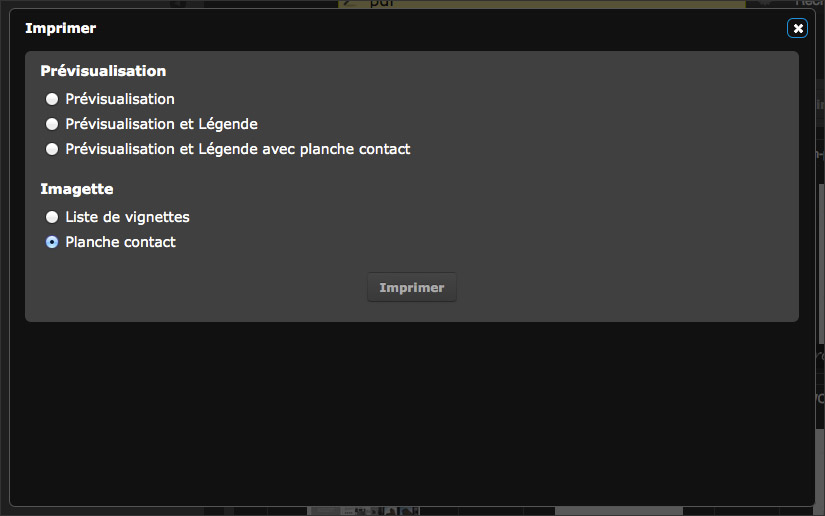 pdf
Imprimer
Prévisualisation
Prévisualisation
Prévisualisation et Légende
Prévisualisation et Légende avec planche contact
Imagette
Liste de vignettes
Planche contact
Imprimer